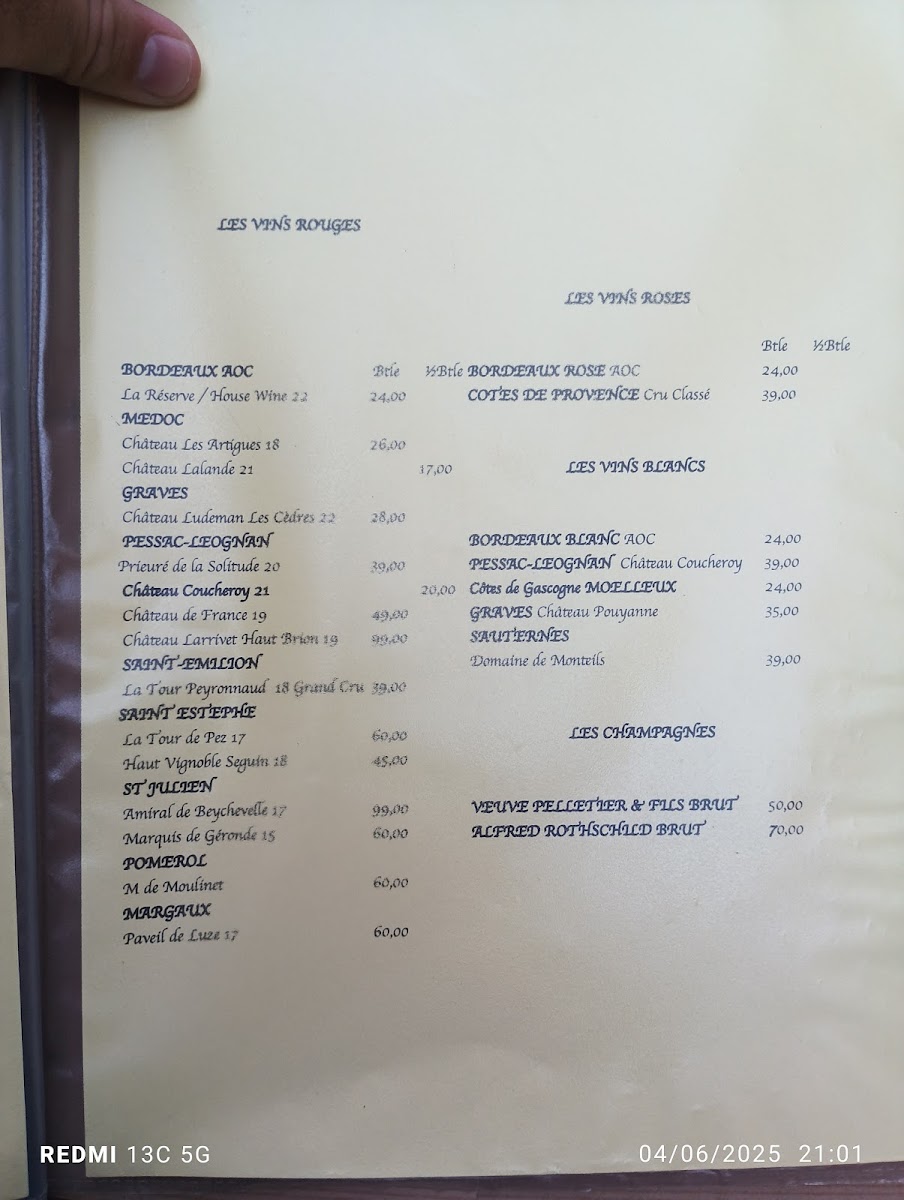 LES VINS ROUGES
BORDEAUX AOC Btle ½Btle
La Réserve / House Wine 22 24,00
MEDOC
Château Les Artigues 18 26,00
Château Lalande 21 17,00
GRAVES
Château Ludeman Les Cèdres 22 28,00
PESSAC-LEOGNAN
Prieuré de la Solitude 20 39,00
Château Coucheroy 21 20,00
Château de France 19 49,00
Château Larrivet Haut Brion 19 99,00
SAINT-EMILION
La Tour Peyronnaud 18 Grand Cru 39,00
SAINT ESTEPHE
La Tour de Pez 17 60,00
Haut Vignoble Seguin 18 45,00
ST JULIEN
Amiral de Beychevelle 17 99,00
Marquis de Géronde 15 60,00
POMEROL
M de Moulinet 60,00
MARGAUX
Paveil de Luze 17 60,00
LES VINS ROSES
Btle ½Btle
BORDEAUX ROSE AOC 24,00
COTES DE PROVENCE Cru Classé 39,00
LES VINS BLANCS
BORDEAUX BLANC AOC 24,00
PESSAC-LEOGNAN Château Coucheroy 39,00
Côtes de Gascogne MOELLEUX 24,00
GRAVES Château Pouyanne 35,00
SAUTERNES
Domaine de Monteils 39,00
LES CHAMPAGNES
VEUVE PELLETIER & FILS BRUT 50,00
ALFRED ROTHSCHILD BRUT 70,00
REDMI 13C 5G
04/06/2025 21:01